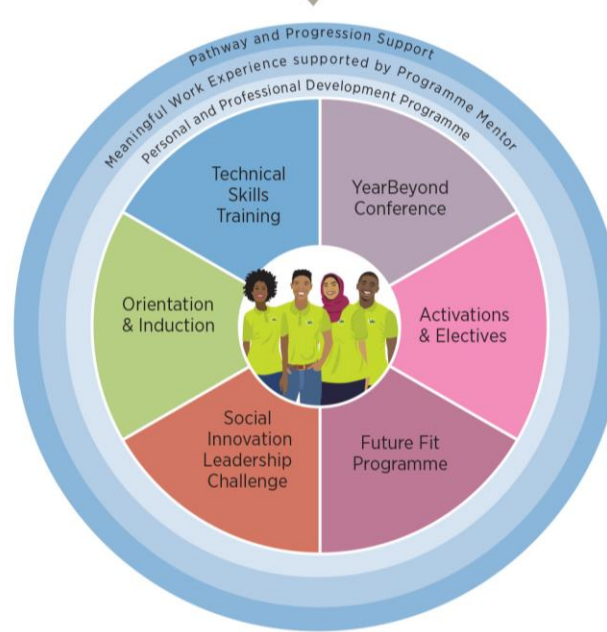 Pathway and Progression Support
Meaningful Work Experience supported by Programme Mentor
Personal and Professional Development Programme
Technical
Skills
Training
YearBeyond
Conference
Orientation
& Induction
Activations
& Electives
Social
Innovation
Leadership
Challenge
Future Fit
Programme